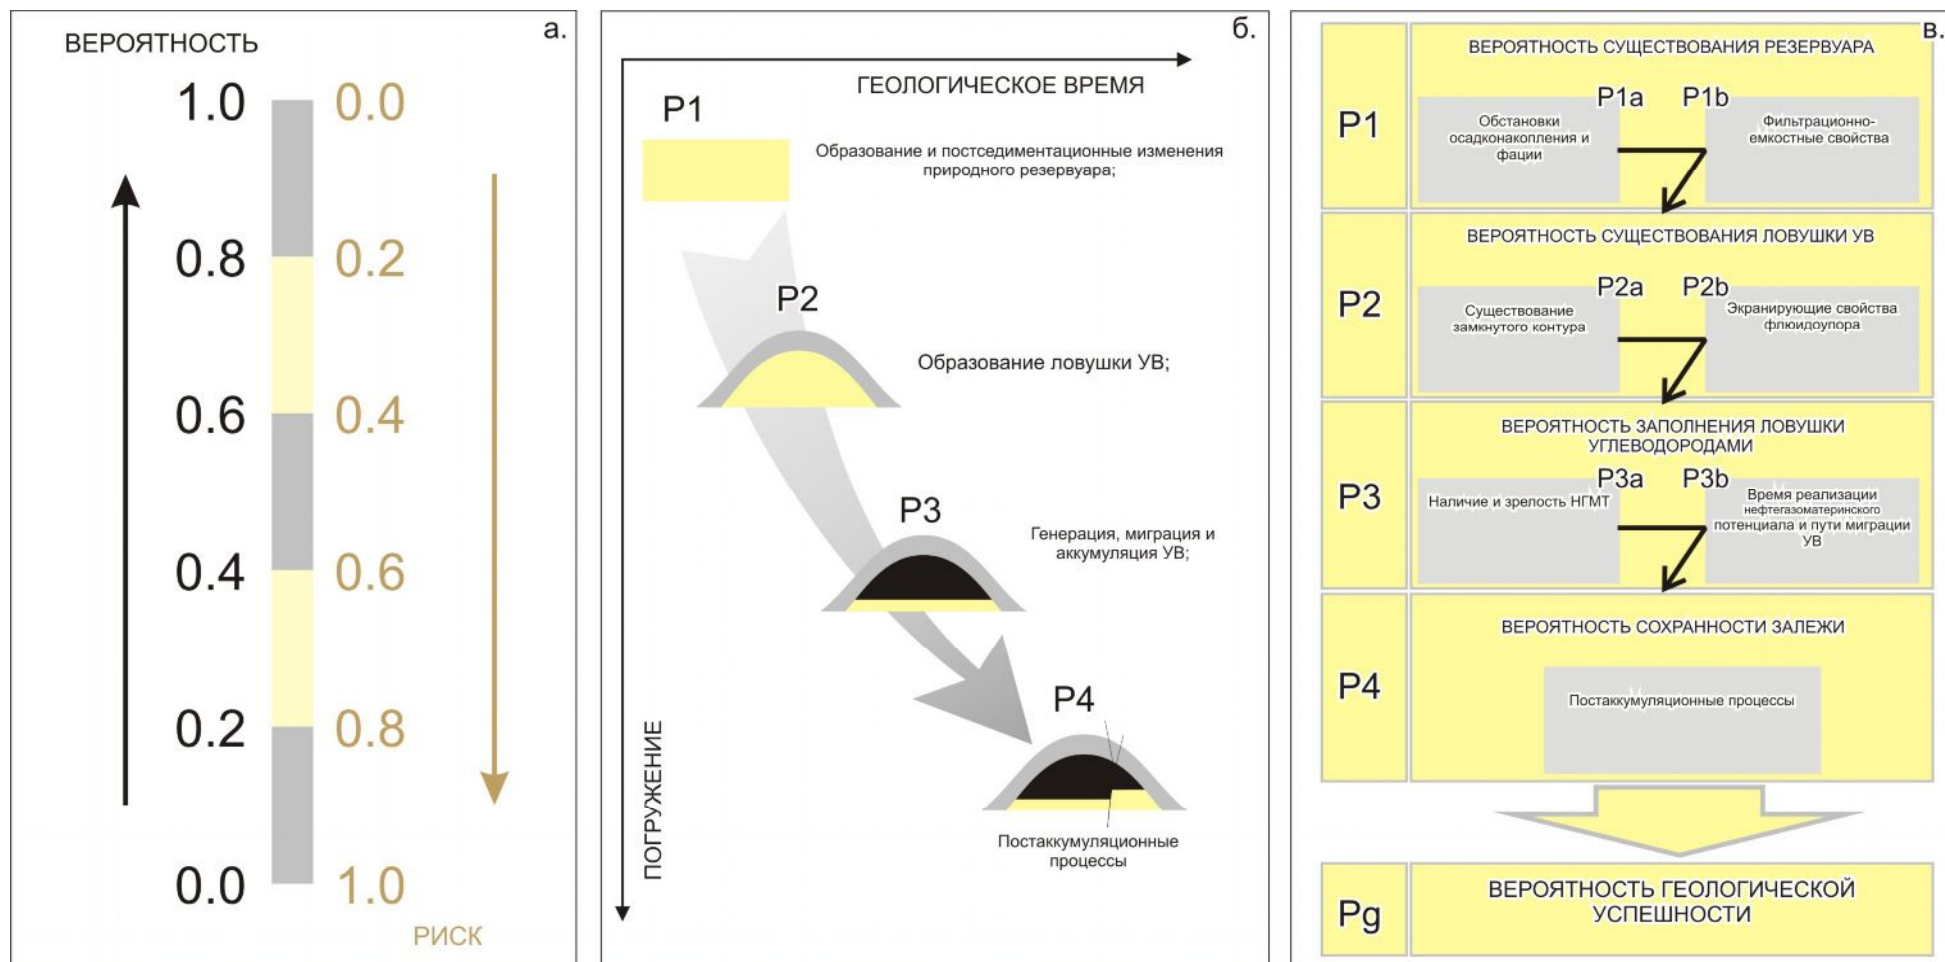 а.
ВЕРОЯТНОСТЬ
1.0 0.0
0.8 0.2
0.6 0.4
0.4 0.6
0.2 0.8
0.0 1.0
РИСК
б.
ГЕОЛОГИЧЕСКОЕ ВРЕМЯ
P1
Образование и постседиментационные изменения
природного резервуара;
P2
Образование ловушки УВ;
P3
Генерация, миграция и
аккумуляция УВ;
P4
Постаккумуляционные
процессы
ПОГРУЖЕНИЕ
в.
P1
ВЕРОЯТНОСТЬ СУЩЕСТВОВАНИЯ РЕЗЕРВУАРА
P1a P1b
Обстановки
осадконакопления и
фации
Фильтрационно-
емкостные свойства
P2
ВЕРОЯТНОСТЬ СУЩЕСТВОВАНИЯ ЛОВУШКИ УВ
P2a P2b
Существование
замкнутого контура
Экранирующие свойства
флюидоупора
P3
ВЕРОЯТНОСТЬ ЗАПОЛНЕНИЯ ЛОВУШКИ
УГЛЕВОДОРОДАМИ
P3a P3b
Наличие и зрелость НГМТ
Время реализации
нефтегазоматеринского
потенциала и пути миграции
УВ
P4
ВЕРОЯТНОСТЬ СОХРАННОСТИ ЗАЛЕЖИ
Постаккумуляционные процессы
Pg
ВЕРОЯТНОСТЬ ГЕОЛОГИЧЕСКОЙ
УСПЕШНОСТИ